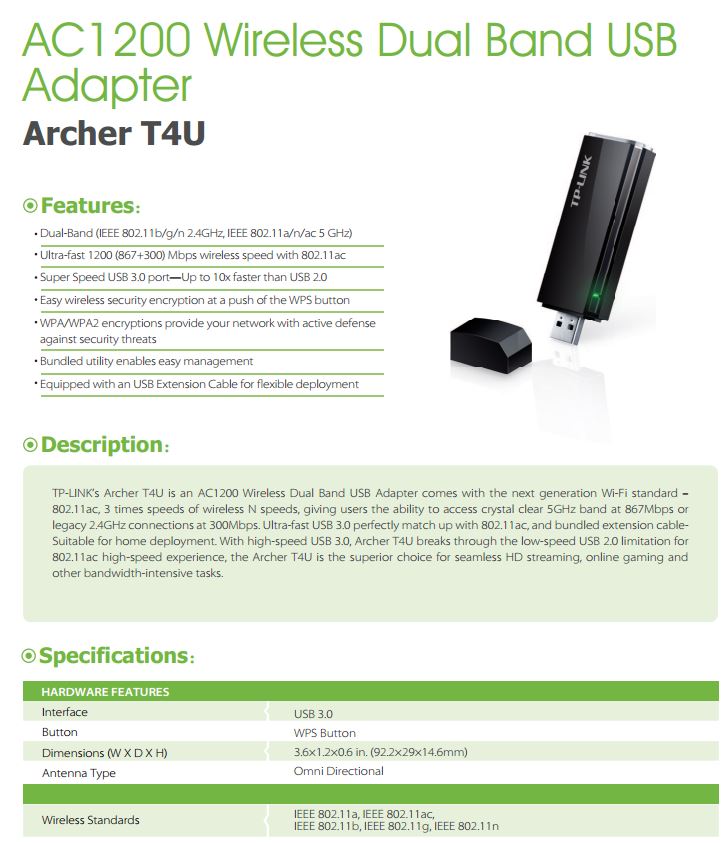 AC1200 Wireless Dual Band USB
Adapter
Archer T4U
TP-LINK
Features:
• Dual-Band (IEEE 802.11b/g/n 2.4GHz, IEEE 802.11a/n/ac 5 GHz)
• Ultra-fast 1200 (867+300) Mbps wireless speed with 802.11ac
• Super Speed USB 3.0 port—Up to 10x faster than USB 2.0
• Easy wireless security encryption at a push of the WPS button
• WPA/WPA2 encryptions provide your network with active defense
against security threats
• Bundled utility enables easy management
• Equipped with an USB Extension Cable for flexible deployment
Description:
TP-LINK's Archer T4U is an AC1200 Wireless Dual Band USB Adapter comes with the next generation Wi-Fi standard –
802.11ac, 3 times speeds of wireless N speeds, giving users the ability to access crystal clear 5GHz band at 867Mbps or
legacy 2.4GHz connections at 300Mbps. Ultra-fast USB 3.0 perfectly match up with 802.11ac, and bundled extension cable-
Suitable for home deployment. With high-speed USB 3.0, Archer T4U breaks through the low-speed USB 2.0 limitation for
802.11ac high-speed experience, the Archer T4U is the superior choice for seamless HD streaming, online gaming and
other bandwidth-intensive tasks.
Specifications:
HARDWARE FEATURES
Interface USB 3.0
Button WPS Button
Dimensions (W X D X H) 3.6×1.2×0.6 in. (92.2×29×14.6mm)
Antenna Type Omni Directional
Wireless Standards IEEE 802.11a, IEEE 802.11ac,
IEEE 802.11b, IEEE 802.11g, IEEE 802.11n